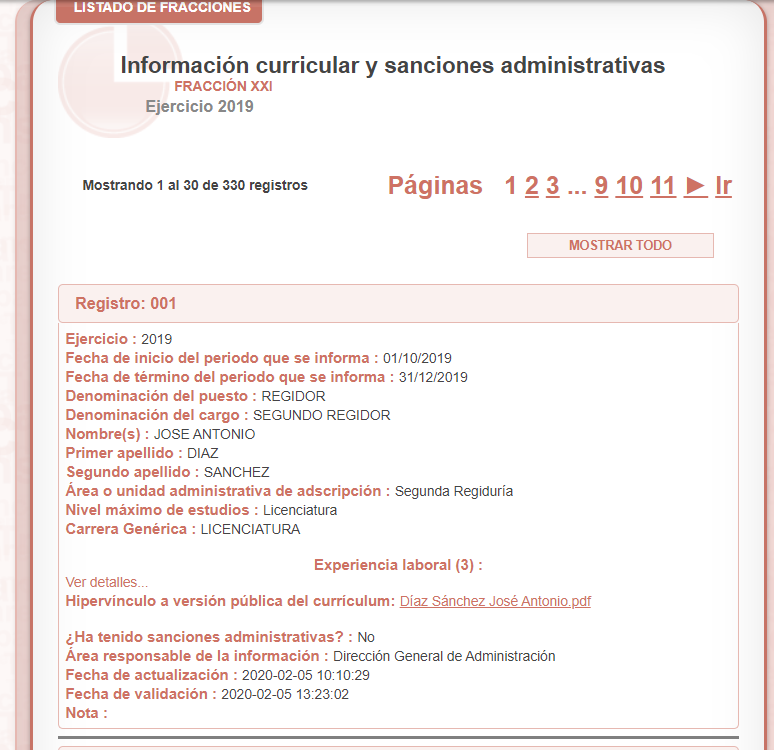 LISTADO DE FRACCIONES
Información curricular y sanciones administrativas
FRACCIÓN XXI
Ejercicio 2019
Mostrando 1 al 30 de 330 registros
Páginas 1 2 3 ... 9 10 11 ► Ir
MOSTRAR TODO
Registro: 001
Ejercicio : 2019
Fecha de inicio del periodo que se informa : 01/10/2019
Fecha de término del periodo que se informa : 31/12/2019
Denominación del puesto : REGIDOR
Denominación del cargo : SEGUNDO REGIDOR
Nombre(s) : JOSE ANTONIO
Primer apellido : DIAZ
Segundo apellido : SANCHEZ
Área o unidad administrativa de adscripción : Segunda Regiduría
Nivel máximo de estudios : Licenciatura
Carrera Genérica : LICENCIATURA
Experiencia laboral (3) :
Ver detalles...
Hipervínculo a versión pública del currículum: Díaz Sánchez José Antonio.pdf
¿Ha tenido sanciones administrativas? : No
Área responsable de la información : Dirección General de Administración
Fecha de actualización : 2020-02-05 10:10:29
Fecha de validación : 2020-02-05 13:23:02
Nota :